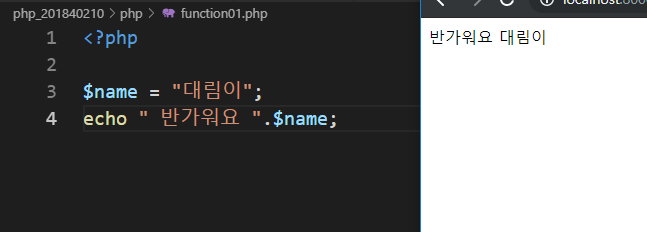 php_201840210 > php > function01.php
1 <?php
2
3 $name = "대림이";
4 echo " 반가워요 ".$name;
반가워요 대림이